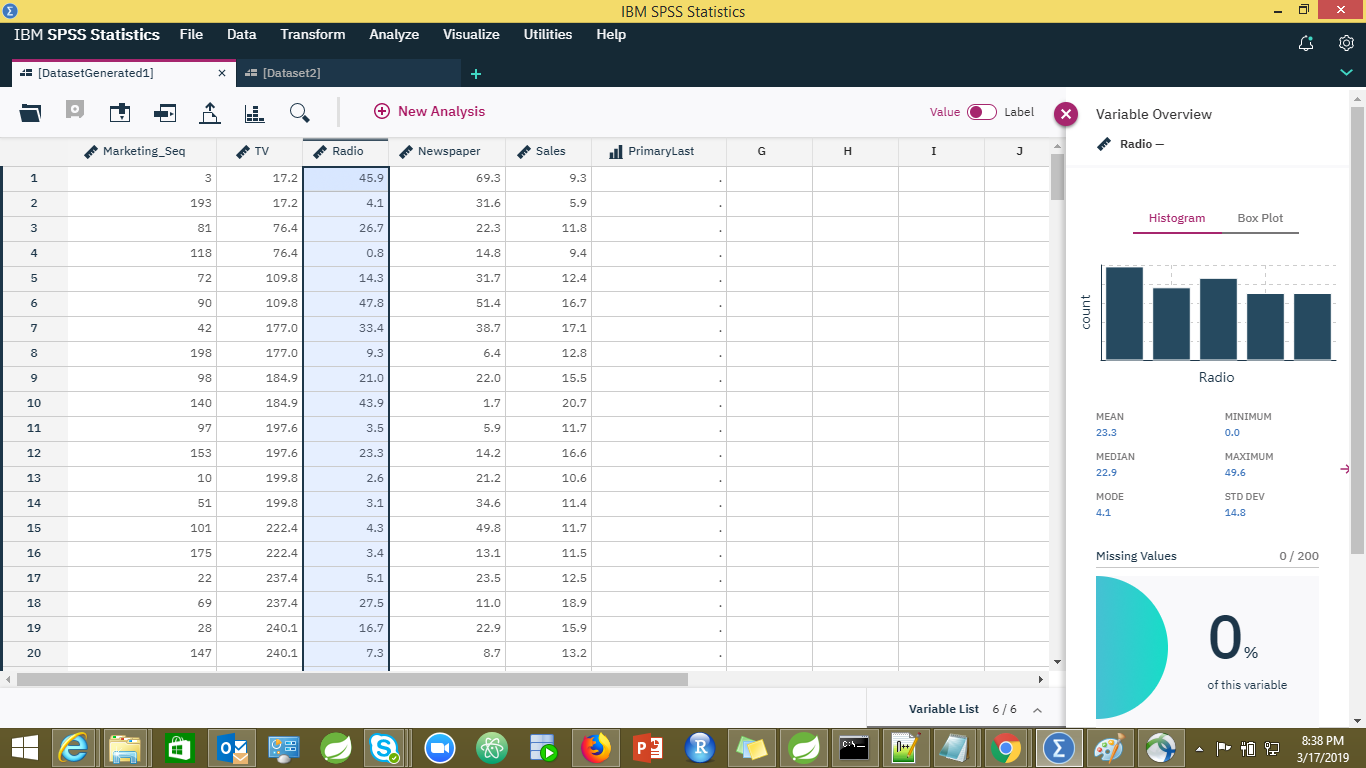 IBM SPSS Statistics
IBM SPSS Statistics File Data Transform Analyze Visualize Utilities Help
[DatasetGenerated1] [Dataset2]
New Analysis Value Label
Variable Overview
Radio —
Marketing_Seq TV Radio Newspaper Sales PrimaryLast G H I J
1 3 17.2 45.9 69.3 9.3 .
2 193 17.2 4.1 31.6 5.9 .
3 81 76.4 26.7 22.3 11.8 .
4 118 76.4 0.8 14.8 9.4 .
5 72 109.8 14.3 31.7 12.4 .
6 90 109.8 47.8 51.4 16.7 .
7 42 177.0 33.4 38.7 17.1 .
8 198 177.0 9.3 6.4 12.8 .
9 98 184.9 21.0 22.0 15.5 .
10 140 184.9 43.9 1.7 20.7 .
11 97 197.6 3.5 5.9 11.7 .
12 153 197.6 23.3 14.2 16.6 .
13 10 199.8 2.6 21.2 10.6 .
14 51 199.8 3.1 34.6 11.4 .
15 101 222.4 4.3 49.8 11.7 .
16 175 222.4 3.4 13.1 11.5 .
17 22 237.4 5.1 23.5 12.5 .
18 69 237.4 27.5 11.0 18.9 .
19 28 240.1 16.7 22.9 15.9 .
20 147 240.1 7.3 8.7 13.2 .
Histogram Box Plot
count
Radio
MEAN MINIMUM
23.3 0.0
MEDIAN MAXIMUM
22.9 49.6
MODE STD DEV
4.1 14.8
Missing Values 0 / 200
0 %
of this variable
Variable List 6 / 6
8:38 PM
3/17/2019